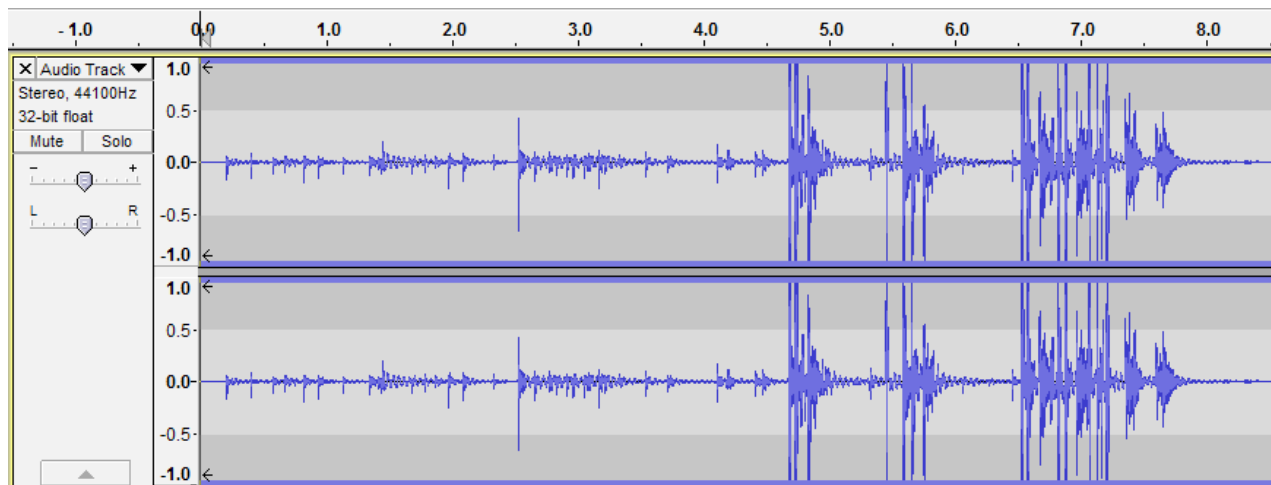 - 1.0 0.0 1.0 2.0 3.0 4.0 5.0 6.0 7.0 8.0
X Audio Track ▼
Stereo, 44100Hz
32-bit float
Mute Solo
- +
L R
1.0
0.5-
0.0-
-0.5-
-1.0
1.0
0.5-
0.0-
-0.5-
-1.0